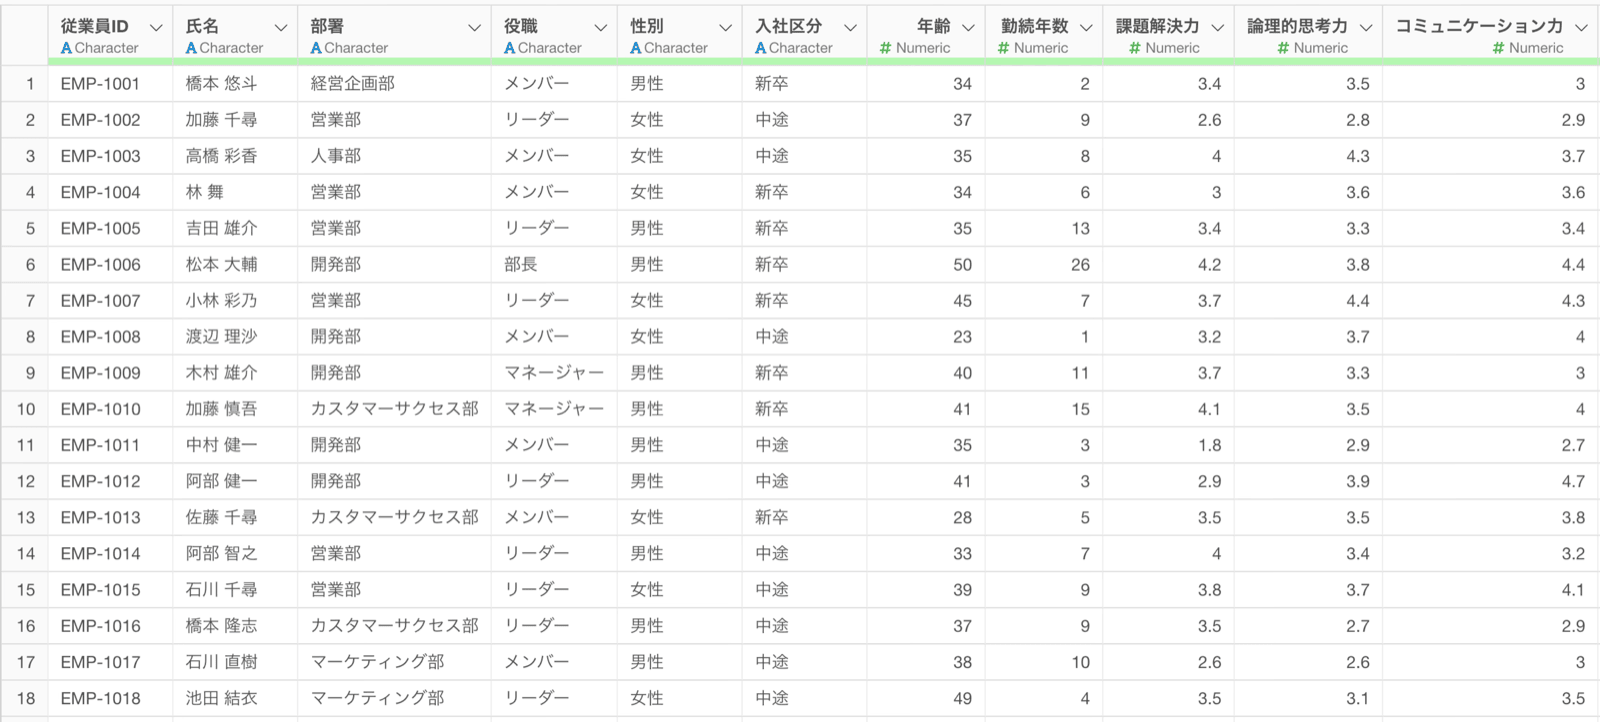 従業員ID 氏名 部署 役職 性別 入社区分 年齢 勤続年数 課題解決力 論理的思考力 コミュニケーション力
A Character A Character A Character A Character A Character A Character # Numeric # Numeric # Numeric # Numeric # Numeric
1 EMP-1001 橋本 悠斗 経営企画部 メンバー 男性 新卒 34 2 3.4 3.5 3
2 EMP-1002 加藤 千尋 営業部 リーダー 女性 中途 37 9 2.6 2.8 2.9
3 EMP-1003 高橋 彩香 人事部 メンバー 女性 中途 35 8 4 4.3 3.7
4 EMP-1004 林 舞 営業部 メンバー 女性 新卒 34 6 3 3.6 3.6
5 EMP-1005 吉田 雄介 営業部 リーダー 男性 新卒 35 13 3.4 3.3 3.4
6 EMP-1006 松本 大輔 開発部 部長 男性 新卒 50 26 4.2 3.8 4.4
7 EMP-1007 小林 彩乃 営業部 リーダー 女性 新卒 45 7 3.7 4.4 4.3
8 EMP-1008 渡辺 理沙 開発部 メンバー 女性 中途 23 1 3.2 3.7 4
9 EMP-1009 木村 雄介 開発部 マネージャー 男性 新卒 40 11 3.7 3.3 3
10 EMP-1010 加藤 慎吾 カスタマーサクセス部 マネージャー 男性 新卒 41 15 4.1 3.5 4
11 EMP-1011 中村 健一 開発部 メンバー 男性 中途 35 3 1.8 2.9 2.7
12 EMP-1012 阿部 健一 開発部 リーダー 男性 中途 41 3 2.9 3.9 4.7
13 EMP-1013 佐藤 千尋 カスタマーサクセス部 メンバー 女性 新卒 28 5 3.5 3.5 3.8
14 EMP-1014 阿部 智之 営業部 リーダー 男性 中途 33 7 4 3.4 3.2
15 EMP-1015 石川 千尋 営業部 リーダー 女性 中途 39 9 3.8 3.7 4.1
16 EMP-1016 橋本 隆志 カスタマーサクセス部 リーダー 男性 中途 37 9 3.5 2.7 2.9
17 EMP-1017 石川 直樹 マーケティング部 メンバー 男性 中途 38 10 2.6 2.6 3
18 EMP-1018 池田 結衣 マーケティング部 リーダー 女性 中途 49 4 3.5 3.1 3.5